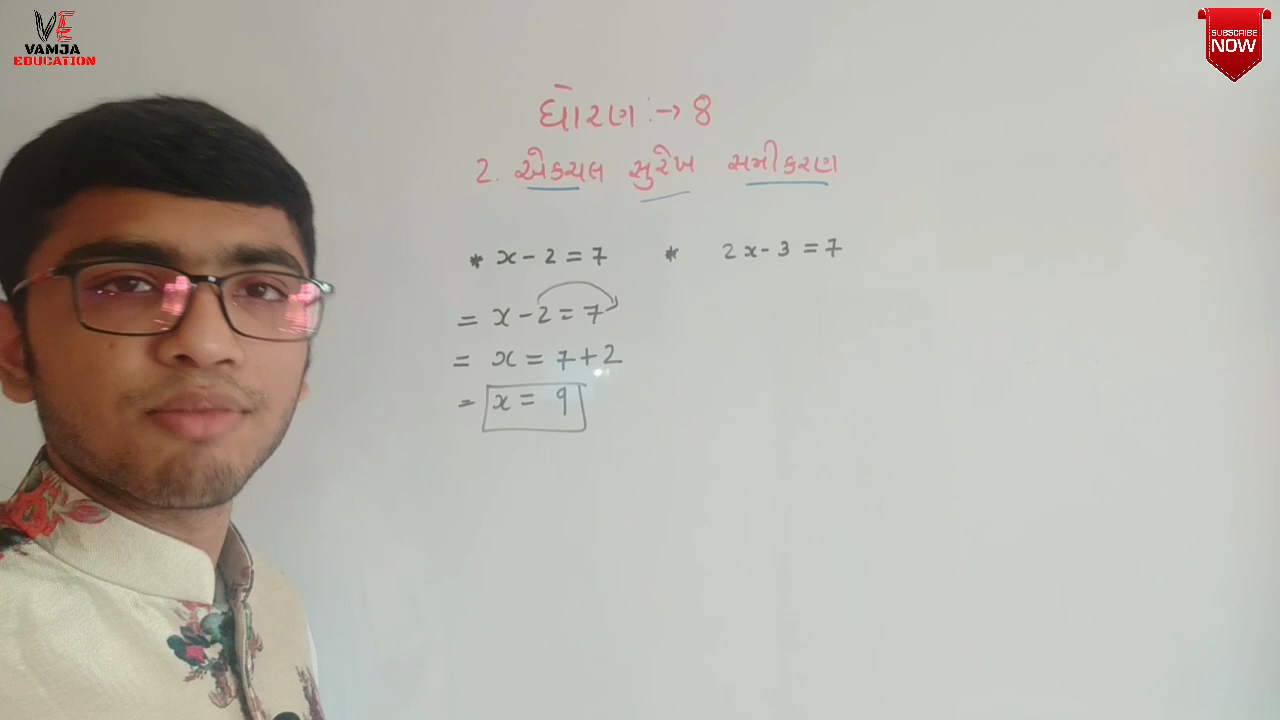 VE
VAMJA
EDUCATION
SUBSCRIBE
NOW
ધોરણ :→ 8
2. એકચલ સુરેખ સમીકરણ
* x - 2 = 7 * 2x - 3 = 7
= x - 2 = 7
= x = 7 + 2
= x = 9